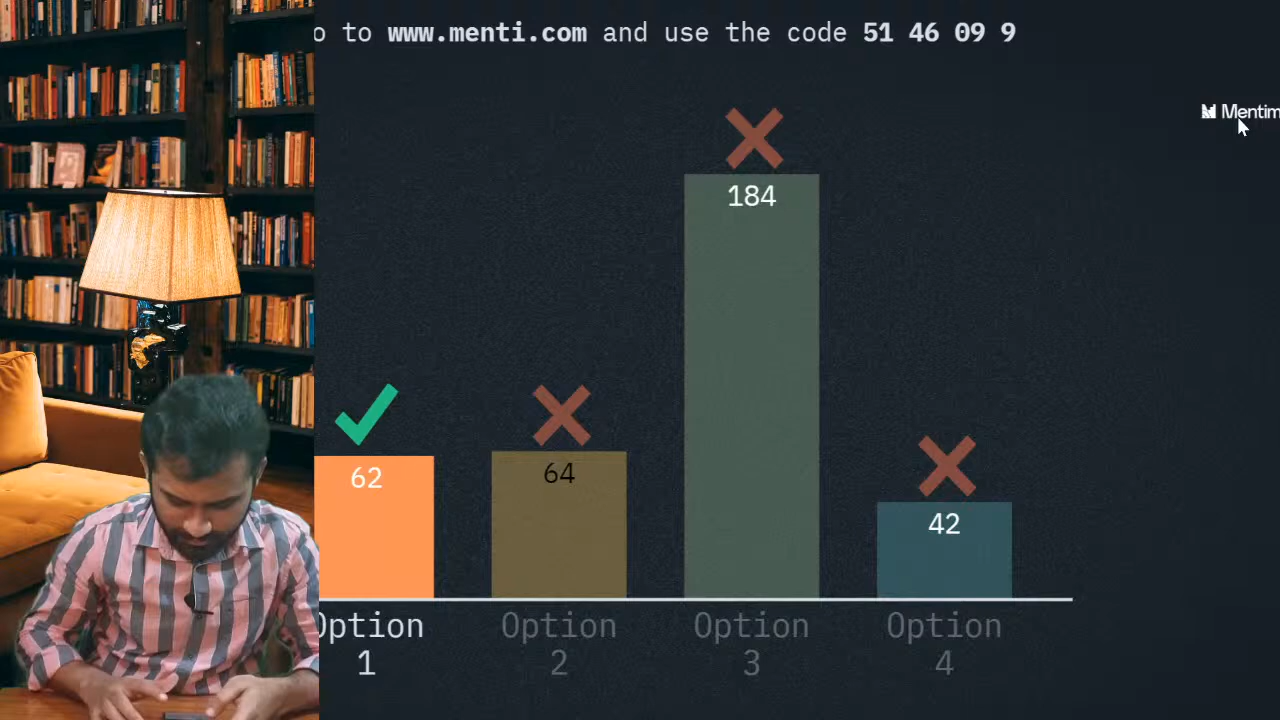 o to www.menti.com and use the code 51 46 09 9
Mentim
184
62
64
42
Option
1
Option
2
Option
3
Option
4